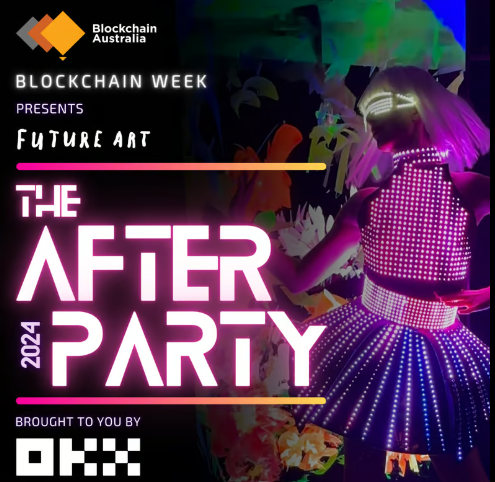 Blockchain
Australia
BLOCKCHAIN WEEK
PRESENTS
FUTURE ART
THE
AFTER
2024 PARTY
BROUGHT TO YOU BY
OKX